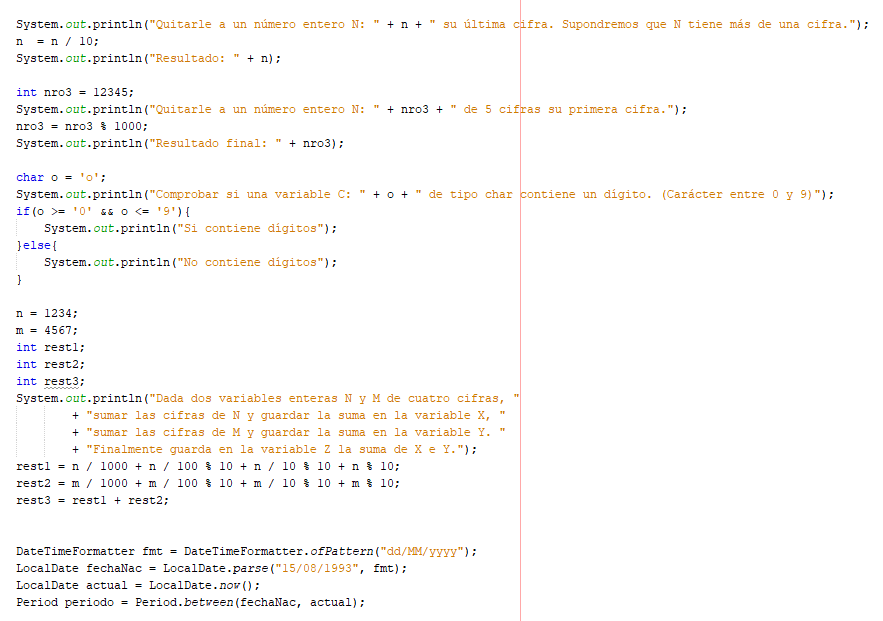 System.out.println("Quitarle a un número entero N: " + n + " su última cifra. Supondremos que N tiene más de una cifra.");
n  = n / 10;
System.out.println("Resultado: " + n);
int nro3 = 12345;
System.out.println("Quitarle a un número entero N: " + nro3 + " de 5 cifras su primera cifra.");
nro3 = nro3 % 1000;
System.out.println("Resultado final: " + nro3);
char o = 'o';
System.out.println("Comprobar si una variable C: " + o + " de tipo char contiene un dígito. (Carácter entre 0 y 9)");
if(o >= '0' && o <= '9'){
    System.out.println("Si contiene dígitos");
}else{
    System.out.println("No contiene dígitos");
}
n = 1234;
m = 4567;
int rest1;
int rest2;
int rest3;
System.out.println("Dada dos variables enteras N y M de cuatro cifras, "
        + "sumar las cifras de N y guardar la suma en la variable X, "
        + "sumar las cifras de M y guardar la suma en la variable Y. "
        + "Finalmente guarda en la variable Z la suma de X e Y.");
rest1 = n / 1000 + n / 100 % 10 + n / 10 % 10 + n % 10;
rest2 = m / 1000 + m / 100 % 10 + m / 10 % 10 + m % 10;
rest3 = rest1 + rest2;
DateTimeFormatter fmt = DateTimeFormatter.ofPattern("dd/MM/yyyy");
LocalDate fechaNac = LocalDate.parse("15/08/1993", fmt);
LocalDate actual = LocalDate.now();
Period periodo = Period.between(fechaNac, actual);